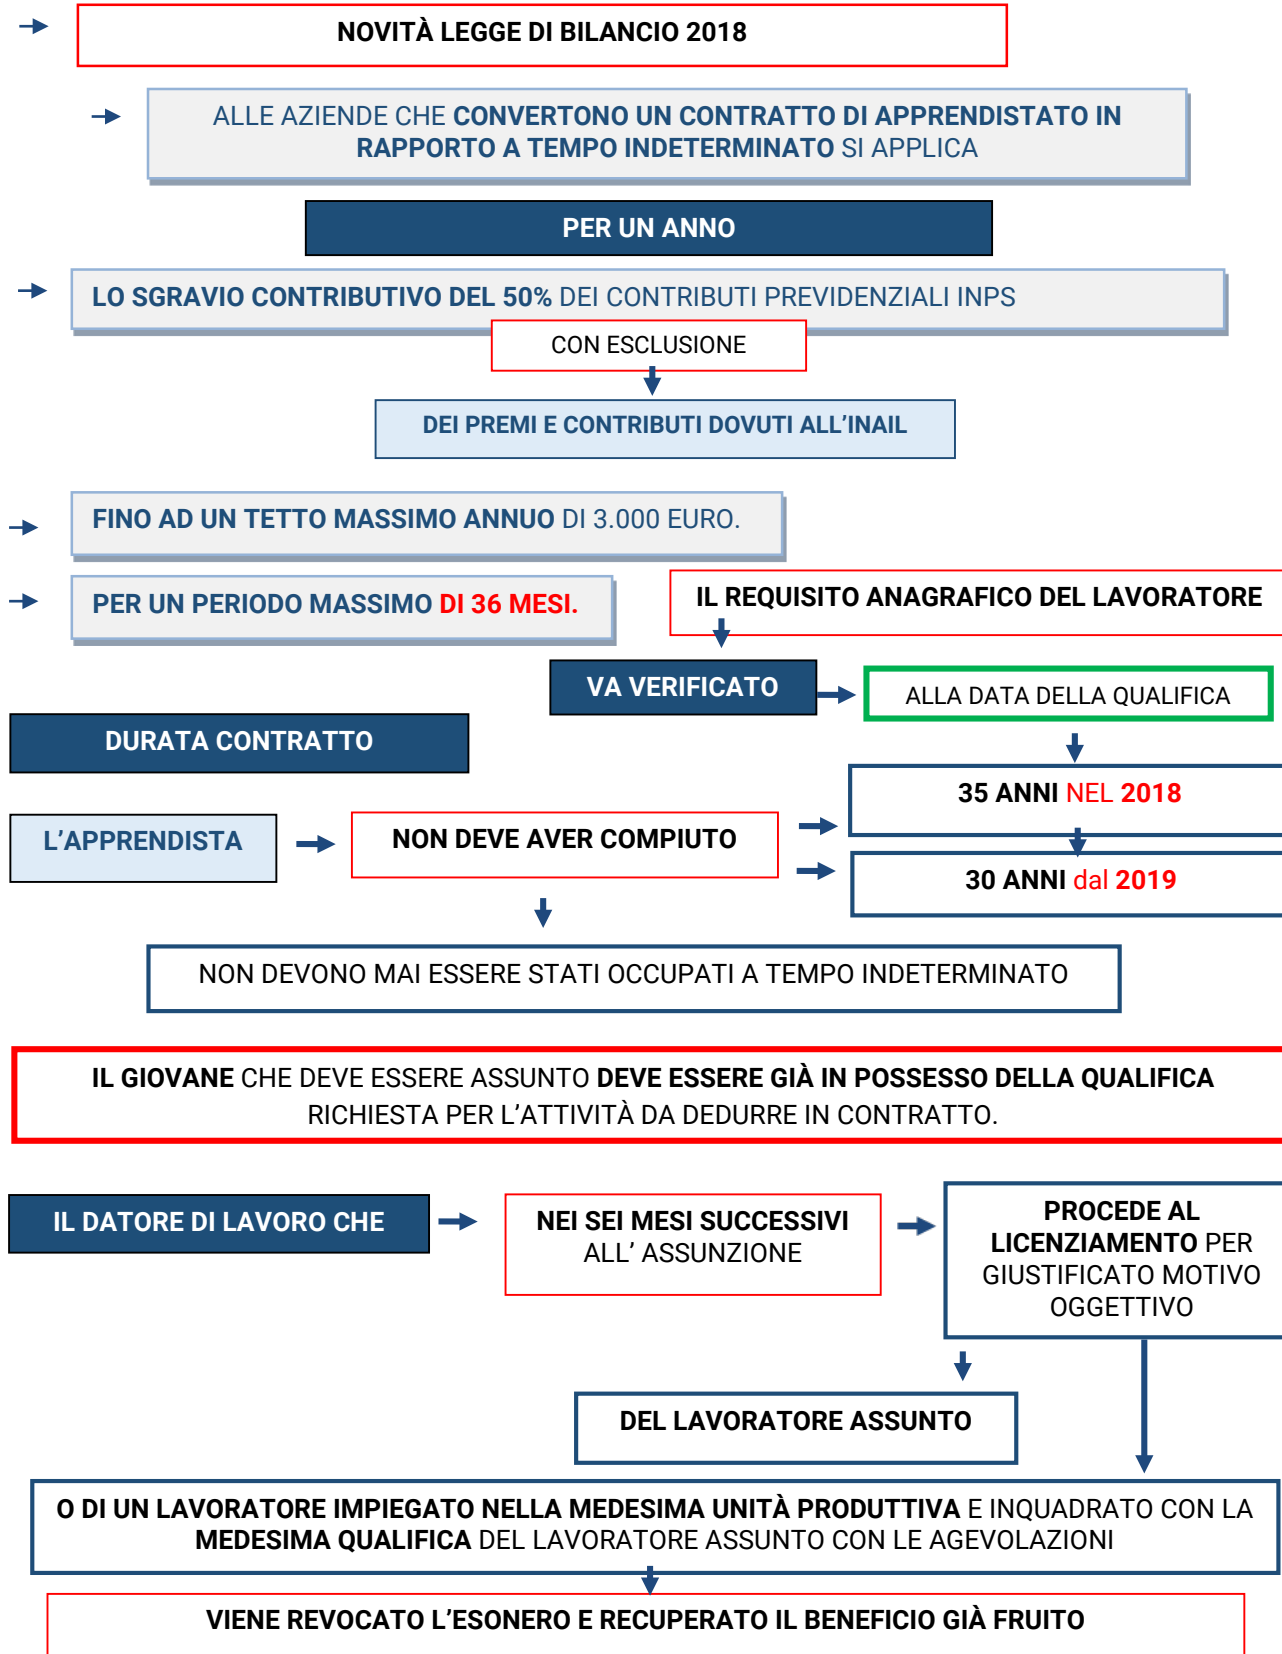 NOVITÀ LEGGE DI BILANCIO 2018
ALLE AZIENDE CHE CONVERTONO UN CONTRATTO DI APPRENDISTATO IN
RAPPORTO A TEMPO INDETERMINATO SI APPLICA
PER UN ANNO
LO SGRAVIO CONTRIBUTIVO DEL 50% DEI CONTRIBUTI PREVIDENZIALI INPS
CON ESCLUSIONE
DEI PREMI E CONTRIBUTI DOVUTI ALL’INAIL
FINO AD UN TETTO MASSIMO ANNUO DI 3.000 EURO.
PER UN PERIODO MASSIMO DI 36 MESI.
IL REQUISITO ANAGRAFICO DEL LAVORATORE
VA VERIFICATO
ALLA DATA DELLA QUALIFICA
DURATA CONTRATTO
35 ANNI NEL 2018
L’APPRENDISTA
NON DEVE AVER COMPIUTO
30 ANNI dal 2019
NON DEVONO MAI ESSERE STATI OCCUPATI A TEMPO INDETERMINATO
IL GIOVANE CHE DEVE ESSERE ASSUNTO DEVE ESSERE GIÀ IN POSSESSO DELLA QUALIFICA
RICHIESTA PER L’ATTIVITÀ DA DEDURRE IN CONTRATTO.
IL DATORE DI LAVORO CHE
NEI SEI MESI SUCCESSIVI
ALL’ ASSUNZIONE
PROCEDE AL
LICENZIAMENTO PER
GIUSTIFICATO MOTIVO
OGGETTIVO
DEL LAVORATORE ASSUNTO
O DI UN LAVORATORE IMPIEGATO NELLA MEDESIMA UNITÀ PRODUTTIVA E INQUADRATO CON LA
MEDESIMA QUALIFICA DEL LAVORATORE ASSUNTO CON LE AGEVOLAZIONI
VIENE REVOCATO L’ESONERO E RECUPERATO IL BENEFICIO GIÀ FRUITO